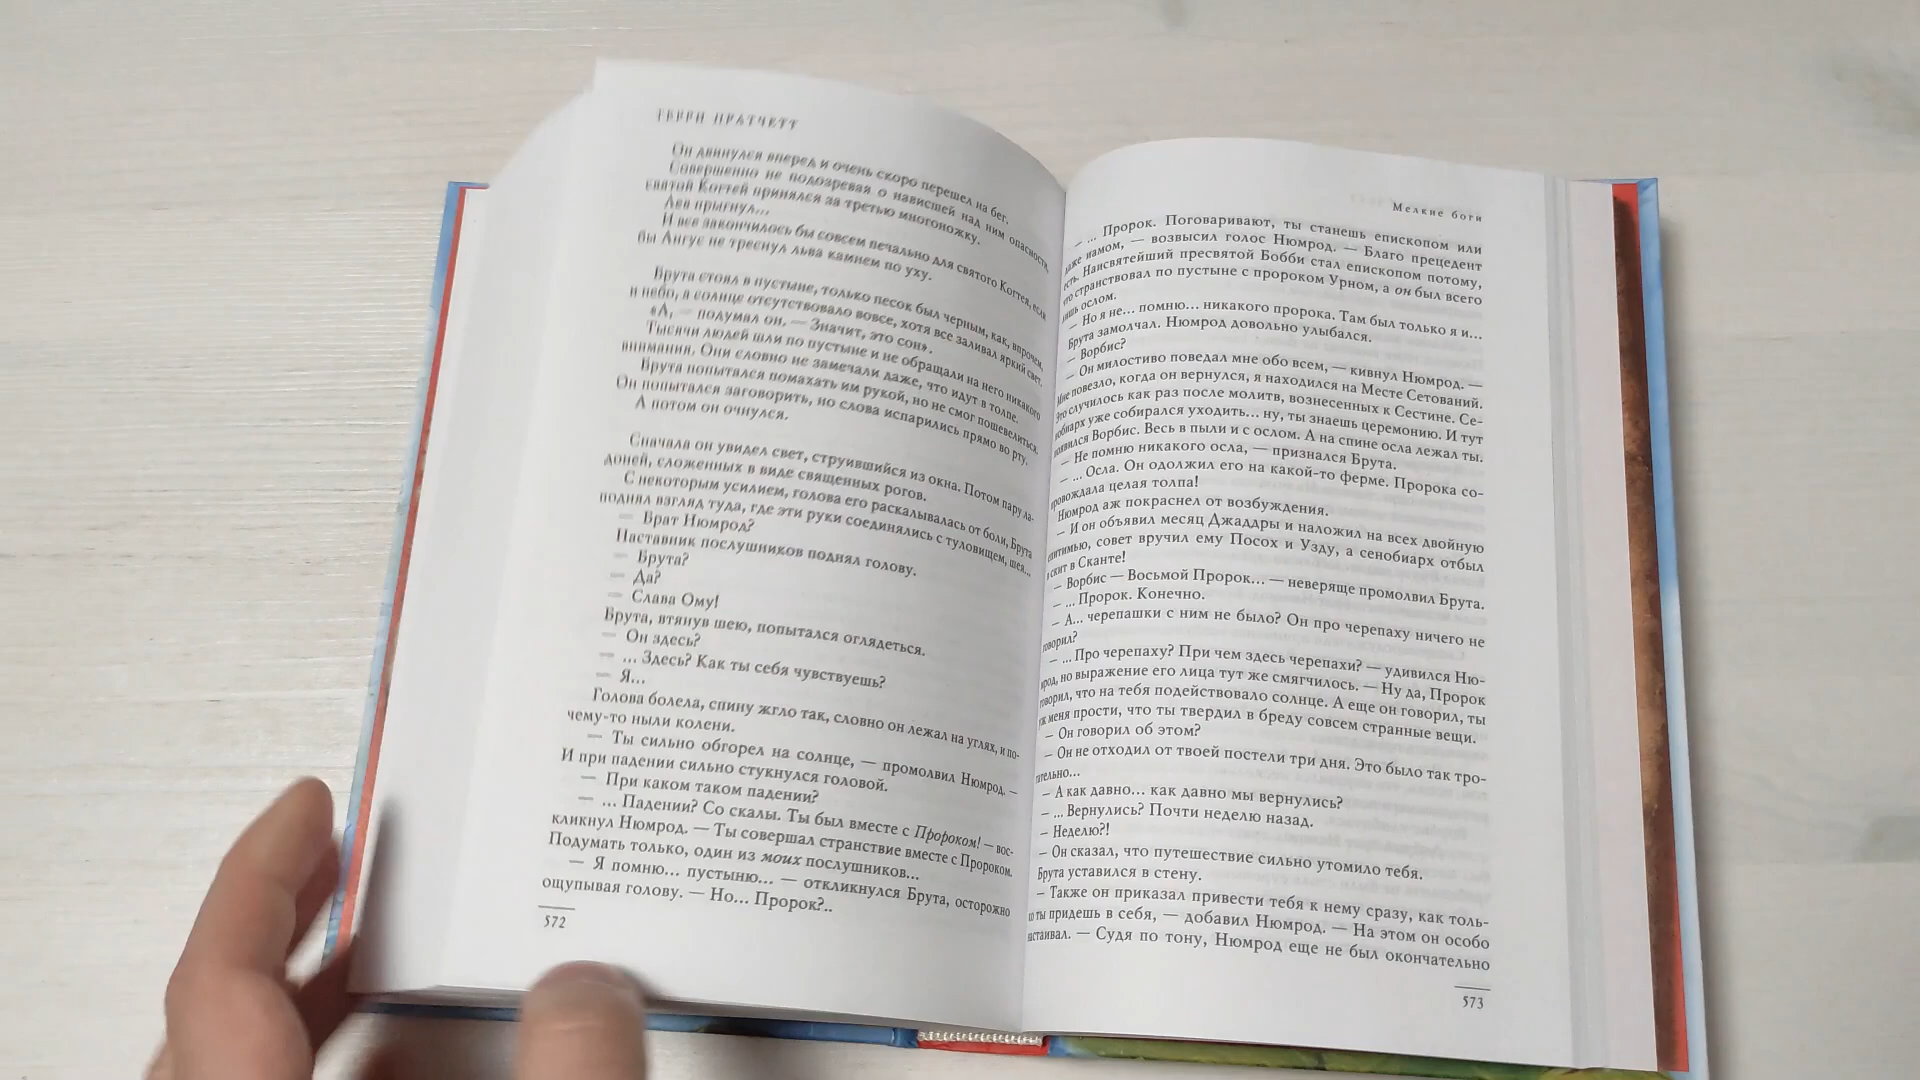 ТЕРРИ ПРАТЧЕТТ
Он двинулся вперед и очень скоро перешел на бег.
Совершенно не подозревая о нависшей над ним опасности,
святой Когтей принялся за третью многоножку.
Лев прыгнул...
И все закончилось бы совсем печально для святого Когтея, если
бы Ангус не треснул льва камнем по уху.
Брута стоял в пустыне, только песок был черным, как, впрочем,
и небо, а солнце отсутствовало вовсе, хотя все заливал яркий свет.
«А, — подумал он. — Значит, это сон».
Тысячи людей шли по пустыне и не обращали на него никакого
внимания. Они словно не замечали даже, что идут в толпе.
Брута попытался помахать им рукой, но не смог пошевелиться.
Он попытался заговорить, но слова испарились прямо во рту.
А потом он очнулся.
Сначала он увидел свет, струившийся из окна. Потом пару ла-
доней, сложенных в виде священных рогов.
С некоторым усилием, голова его раскалывалась от боли, Брута
поднял взгляд туда, где эти руки соединялись с туловищем, шея...
— Брат Нюмрод?
Наставник послушников поднял голову.
— Брута?
— Да?
— Слава Ому!
Брута, втянув шею, попытался оглядеться.
— Он здесь?
— ... Здесь? Как ты себя чувствуешь?
— Я...
Голова болела, спину жгло так, словно он лежал на углях, и по-
чему-то ныли колени.
— Ты сильно обгорел на солнце, — промолвил Нюмрод. —
И при падении сильно стукнулся головой.
— При каком таком падении?
— ... Падении? Со скалы. Ты был вместе с Пророком! — вос-
кликнул Нюмрод. — Ты совершал странствие вместе с Пророком.
Подумать только, один из моих послушников...
— Я помню... пустыню... — откликнулся Брута, осторожно
ощупывая голову. — Но... Пророк?..
572
Мелкие боги
— ... Пророк. Поговаривают, ты станешь епископом или
даже иамом, — возвысил голос Нюмрод. — Благо прецедент
есть. Наисвятейший пресвятой Бобби стал епископом потому,
что странствовал по пустыне с пророком Урном, а он был всего
лишь ослом.
— Но я не... помню... никакого пророка. Там был только я и...
Брута замолчал. Нюмрод довольно улыбался.
— Ворбис?
— Он милостиво поведал мне обо всем, — кивнул Нюмрод. —
Мне повезло, когда он вернулся, я находился на Месте Сетований.
Это случилось как раз после молитв, вознесенных к Сестине. Се-
нобиарх уже собирался уходить... ну, ты знаешь церемонию. И тут
появился Ворбис. Весь в пыли и с ослом. А на спине осла лежал ты.
— Не помню никакого осла, — признался Брута.
— ... Осла. Он одолжил его на какой-то ферме. Пророка со-
провождала целая толпа!
Нюмрод аж покраснел от возбуждения.
— И он объявил месяц Джаддры и наложил на всех двойную
епитимью, совет вручил ему Посох и Узду, а сенобиарх отбыл
в скит в Сканте!
— Ворбис — Восьмой Пророк... — неверяще промолвил Брута.
— ... Пророк. Конечно.
— А... черепашки с ним не было? Он про черепаху ничего не
говорил?
— ... Про черепаху? При чем здесь черепахи? — удивился Ню-
мрод, но выражение его лица тут же смягчилось. — Ну да, Пророк
говорил, что на тебя подействовало солнце. А еще он говорил, ты
уж меня прости, что ты твердил в бреду совсем странные вещи.
— Он говорил об этом?
— Он не отходил от твоей постели три дня. Это было так тро-
гательно...
— А как давно... как давно мы вернулись?
— ... Вернулись? Почти неделю назад.
— Неделю?!
— Он сказал, что путешествие сильно утомило тебя.
Брута уставился в стену.
— Также он приказал привести тебя к нему сразу, как толь-
ко ты придешь в себя, — добавил Нюмрод. — На этом он особо
настаивал. — Судя по тону, Нюмрод еще не был окончательно
573